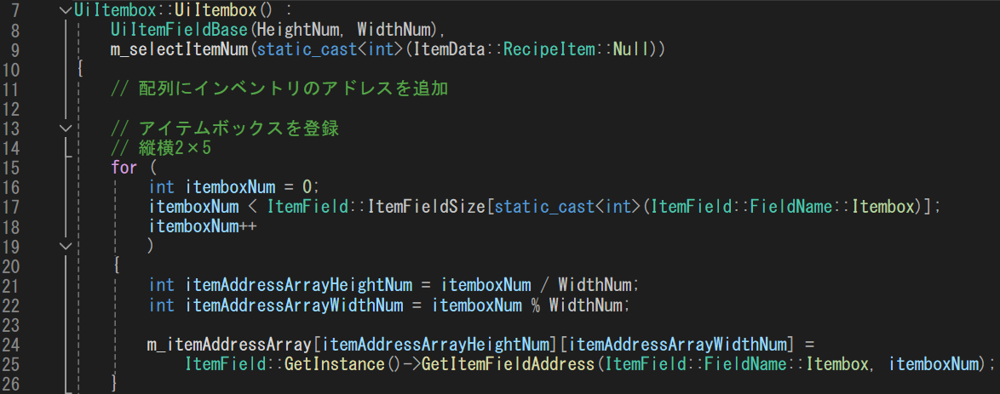 7 UiItembox::UiItembox() :
8 UiItemFieldBase(HeightNum, WidthNum),
9 m_selectItemNum(static_cast<int>(ItemData::RecipeItem::Null))
10 {
11 // 配列にインベントリのアドレスを追加
12
13 // アイテムボックスを登録
14 // 縦横2×5
15 for (
16 int itemboxNum = 0;
17 itemboxNum < ItemField::ItemFieldSize[static_cast<int>(ItemField::FieldName::Itembox)];
18 itemboxNum++
19 )
20 {
21 int itemAddressArrayHeightNum = itemboxNum / WidthNum;
22 int itemAddressArrayWidthNum = itemboxNum % WidthNum;
23
24 m_itemAddressArray[itemAddressArrayHeightNum][itemAddressArrayWidthNum] =
25 ItemField::GetInstance()->GetItemFieldAddress(ItemField::FieldName::Itembox, itemboxNum);
26 }